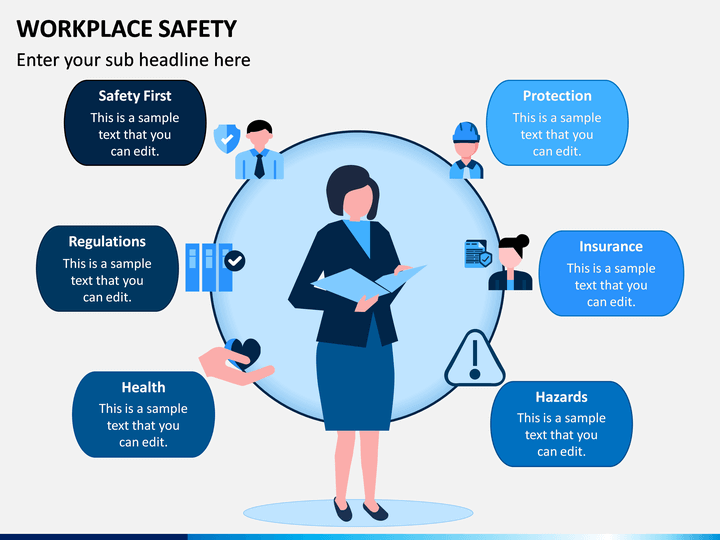 WORKPLACE SAFETY
Enter your sub headline here
Safety First
This is a sample
text that you
can edit.
Protection
This is a sample
text that you
can edit.
Regulations
This is a sample
text that you
can edit.
Insurance
This is a sample
text that you
can edit.
Health
This is a sample
text that you
can edit.
Hazards
This is a sample
text that you
can edit.